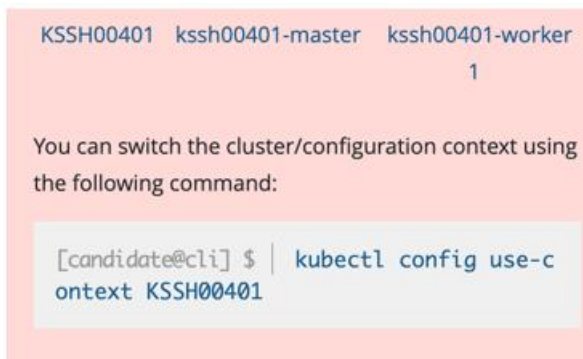 KSSH00401 kssh00401-master kssh00401-worker
1
You can switch the cluster/configuration context using
the following command:
[candidate@cli] $ | kubectl config use-c
ontext KSSH00401